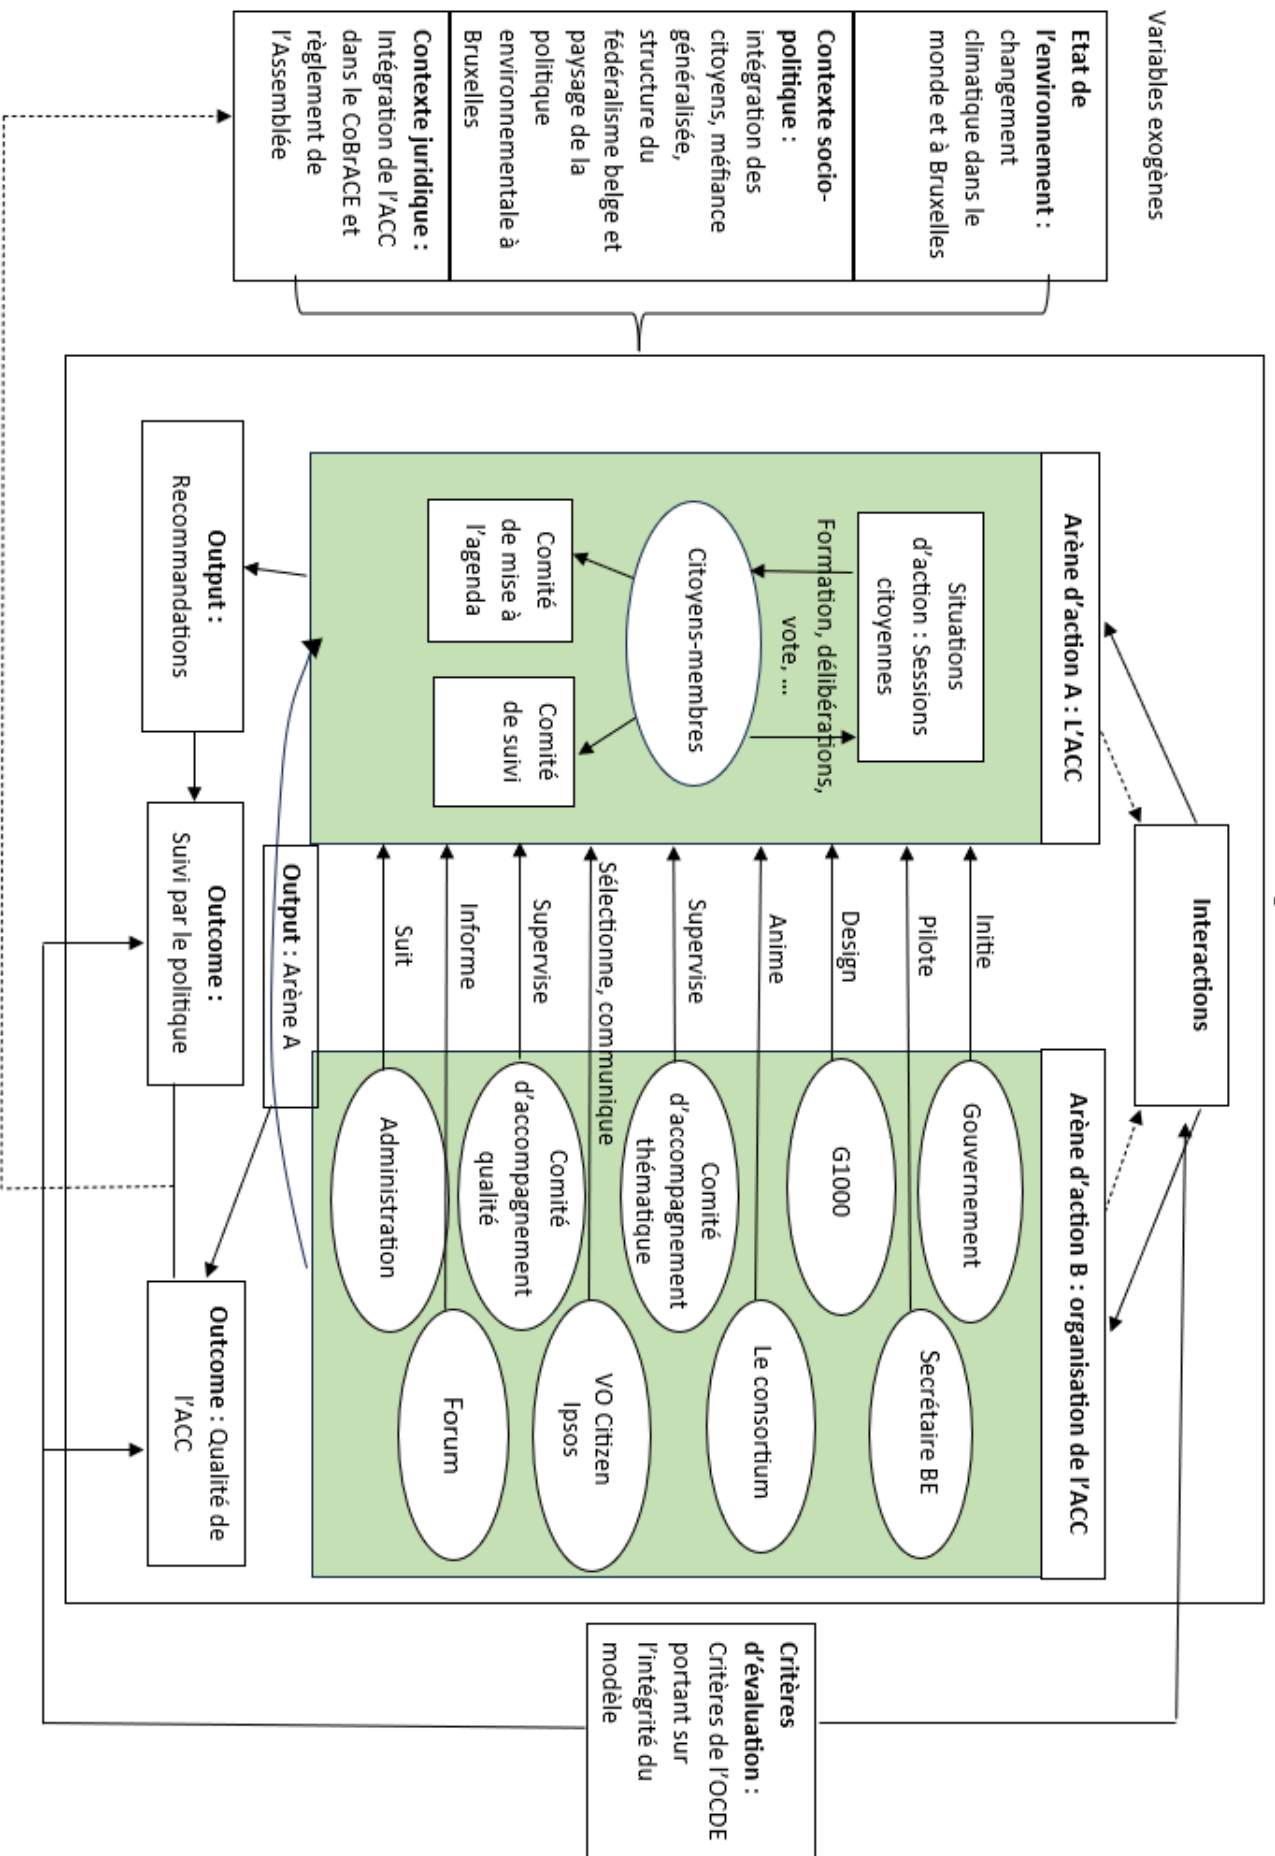 Variables exogènes
Etat de
l'environnement :
changement
climatique dans le
monde et à Bruxelles
Contexte socio-
politique :
intégration des
citoyens, méfiance
généralisée,
structure du
fédéralisme belge et
paysage de la
politique
environnementale à
Bruxelles
Contexte juridique :
Intégration de l'ACC
dans le CoBrACE et
règlement de
l'Assemblée
Arène d'action A : L'ACC
Situations
d'action : Sessions
citoyennes
Formation, délibérations,
vote, ...
Citoyens-membres
Comité
de mise à
l'agenda
Comité
de suivi
Output :
Recommandations
Interactions
Initie
Pilote
Design
Anime
Supervise
Sélectionne, communique
Supervise
Informe
Suit
Output : Arène A
Outcome :
Suivi par le politique
Arène d'action B : organisation de l'ACC
Gouvernement
Secrétaire BE
G1000
Le consortium
Comité
d'accompagnement
thématique
VO Citizen
Ipsos
Comité
d'accompagnement
qualité
Forum
Administration
Outcome : Qualité de
l'ACC
Critères
d'évaluation :
Critères de l'OCDE
portant sur
l'intégrité du
modèle